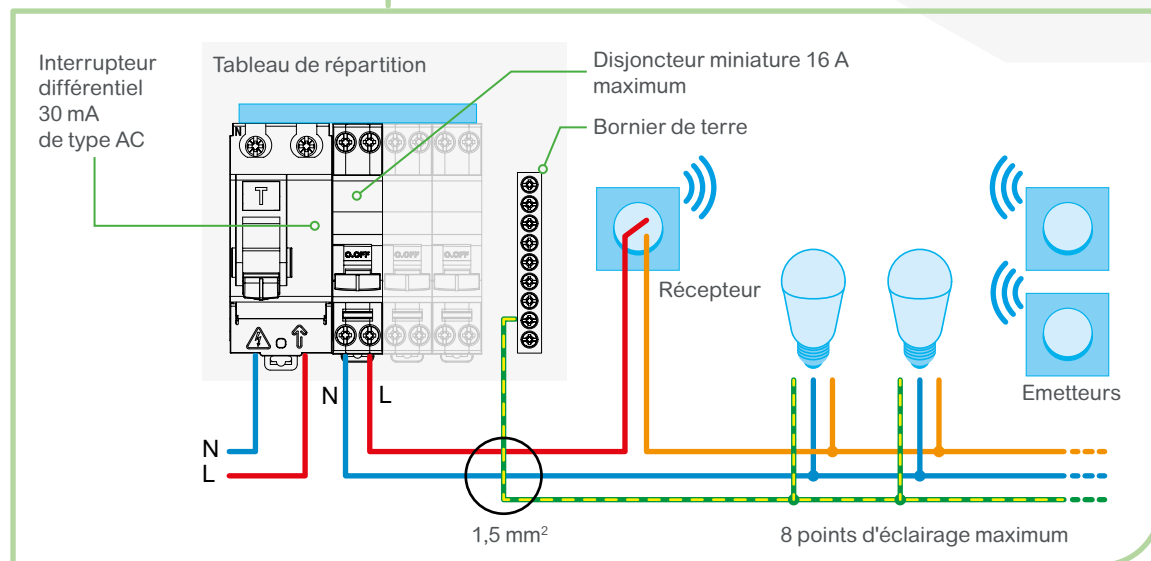 Interrupteur
différentiel
30 mA
de type AC
Tableau de répartition
Disjoncteur miniature 16 A
maximum
Bornier de terre
N
T
O.OFF
O.OFF
O.OFF
Récepteur
Emetteurs
N
L
N
L
1,5 mm²
8 points d'éclairage maximum